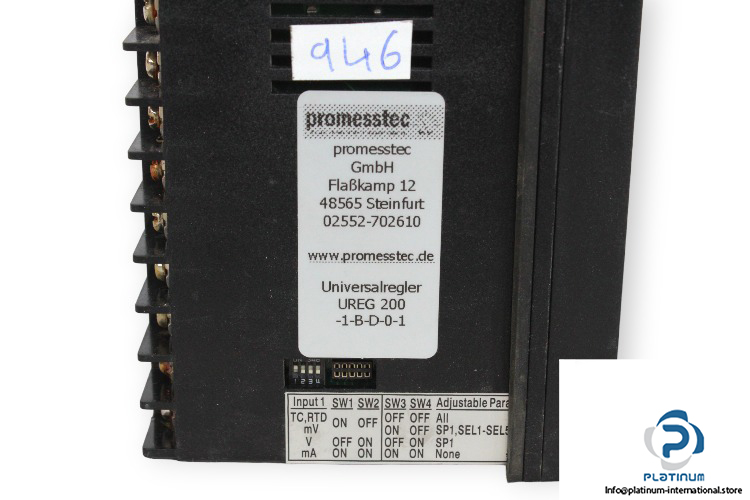 946
promesstec
promesstec
GmbH
Flaßkamp 12
48565 Steinfurt
02552-702610
www.promesstec.de
Universalregler
UREG 200
-1-B-D-0-1
1 2 3 4
00000
Input 1 SW1 SW2 SW3 SW4 Adjustable Para
TC,RTD ON OFF OFF OFF All
mV ON OFF SP1,SEL1-SEL5
V OFF ON OFF ON SP1
mA ON ON ON ON None
PLATINUM
Info@platinum-international.store